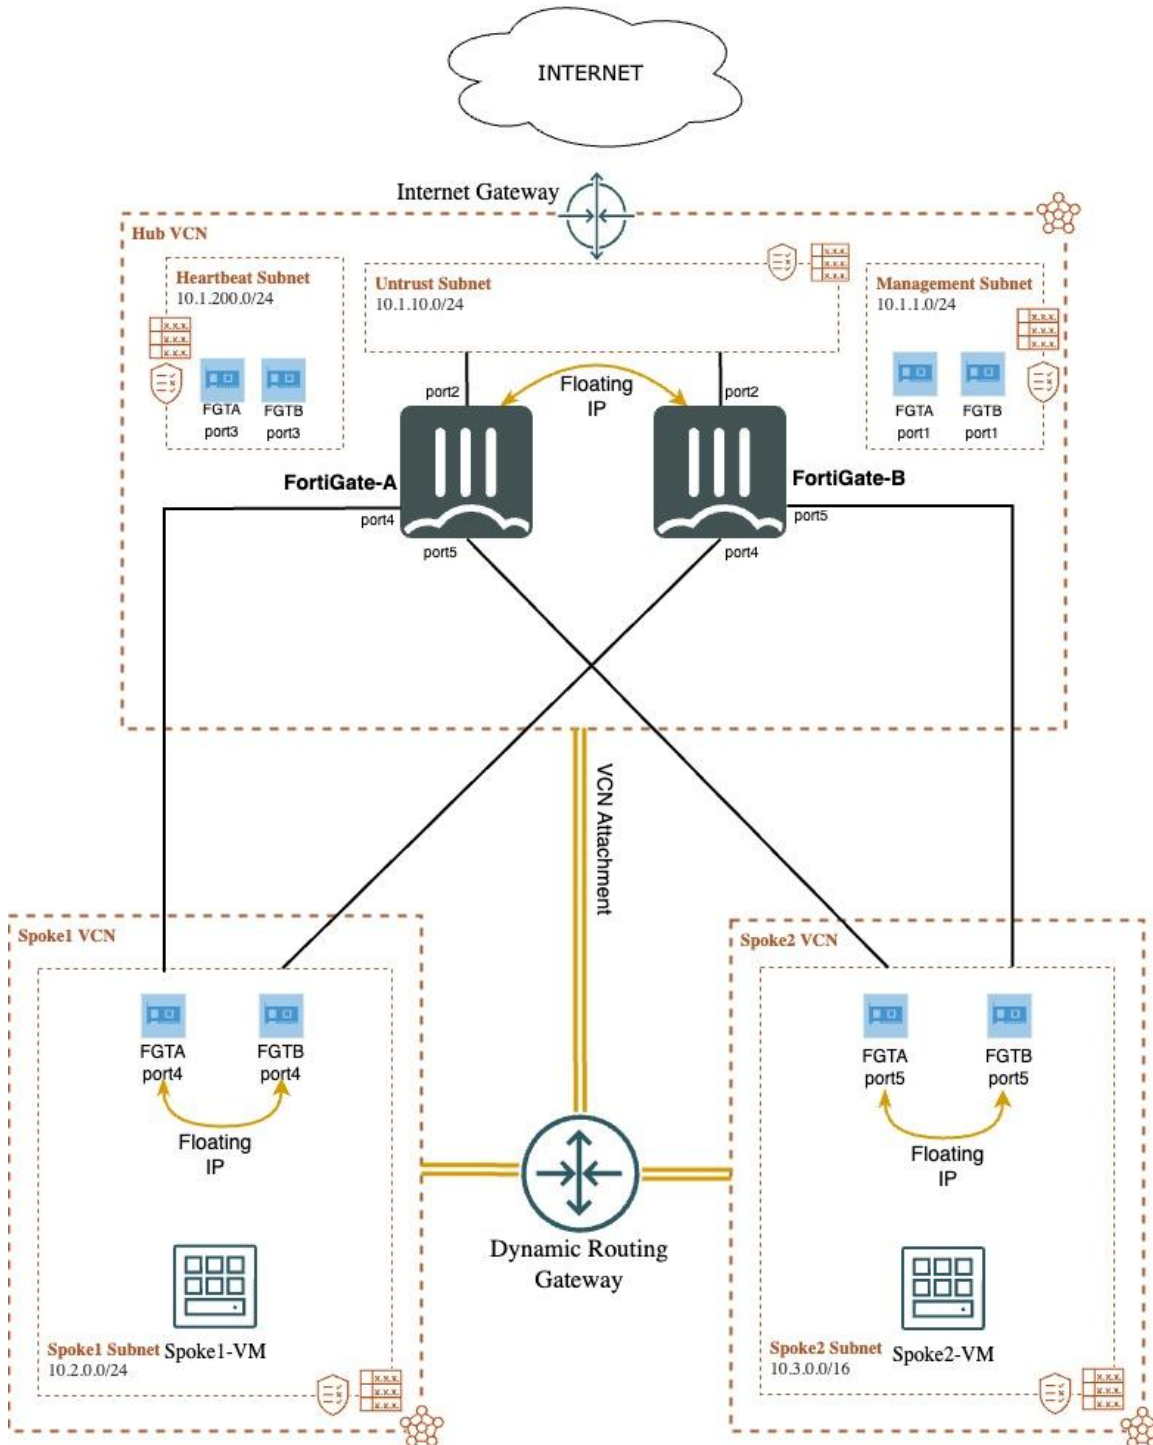 INTERNET
Internet Gateway
Hub VCN
Heartbeat Subnet
10.1.200.0/24
Untrust Subnet
10.1.10.0/24
Management Subnet
10.1.1.0/24
x.x.x.
x.x.x.
x.x.x.
x.x.x.
x.x.x.
x.x.x.
x.x.x.
x.x.x.
x.x.x.
FGTA
port3
FGTB
port3
port2
Floating
IP
port2
FGTA
port1
FGTB
port1
FortiGate-A
FortiGate-B
port4
port5
port4
port5
VCN Attachment
Spoke1 VCN
Spoke2 VCN
FGTA
port4
FGTB
port4
Floating
IP
FGTA
port5
FGTB
port5
Floating
IP
Dynamic Routing
Gateway
Spoke1 Subnet
10.2.0.0/24
Spoke1-VM
Spoke2 Subnet
10.3.0.0/16
Spoke2-VM
x.x.x.
x.x.x.
x.x.x.
x.x.x.
x.x.x.
x.x.x.